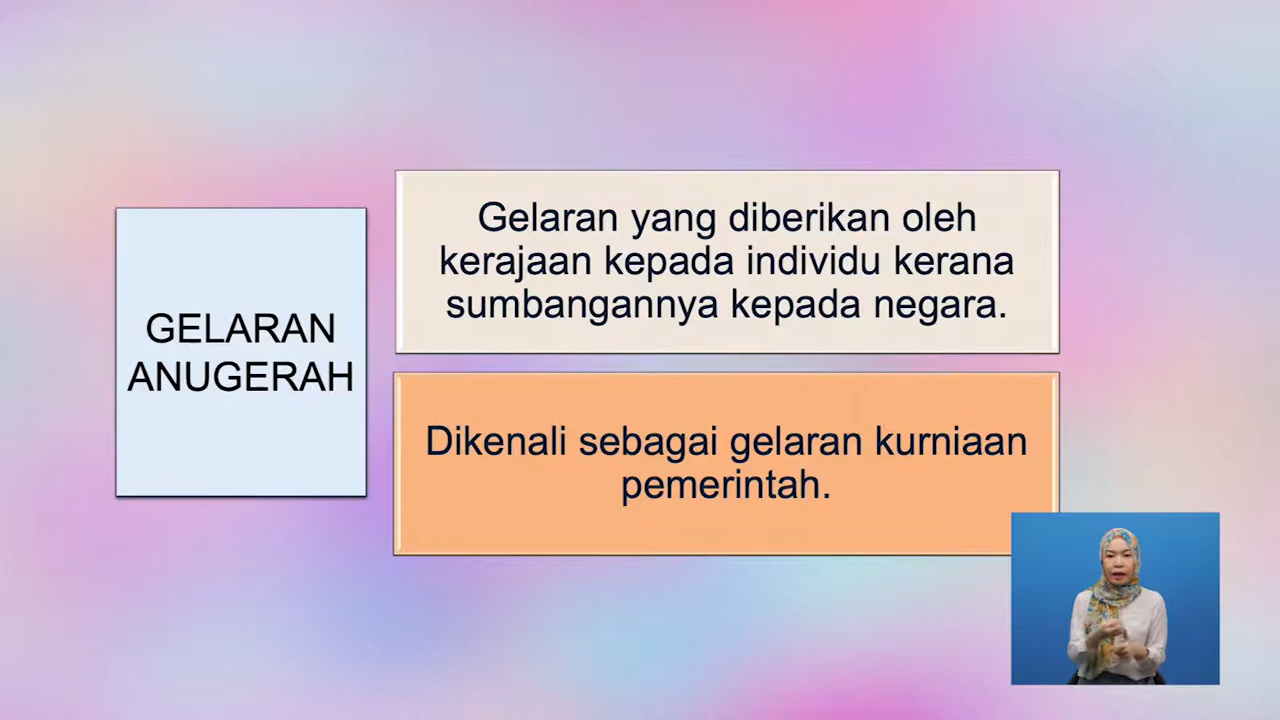 GELARAN
ANUGERAH
Gelaran yang diberikan oleh
kerajaan kepada individu kerana
sumbangannya kepada negara.
Dikenali sebagai gelaran kurniaan
pemerintah.